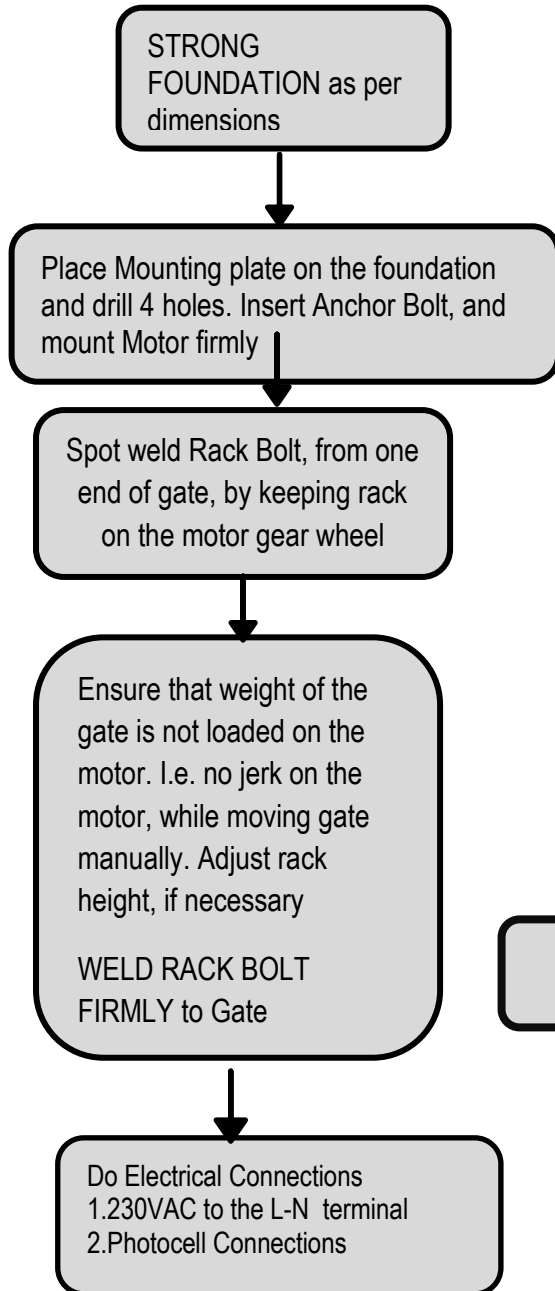 STRONG
FOUNDATION as per
dimensions
Place Mounting plate on the foundation
and drill 4 holes. Insert Anchor Bolt, and
mount Motor firmly
Spot weld Rack Bolt, from one
end of gate, by keeping rack
on the motor gear wheel
Ensure that weight of the
gate is not loaded on the
motor. I.e. no jerk on the
motor, while moving gate
manually. Adjust rack
height, if necessary
WELD RACK BOLT
FIRMLY to Gate
Do Electrical Connections
1.230VAC to the L-N terminal
2.Photocell Connections